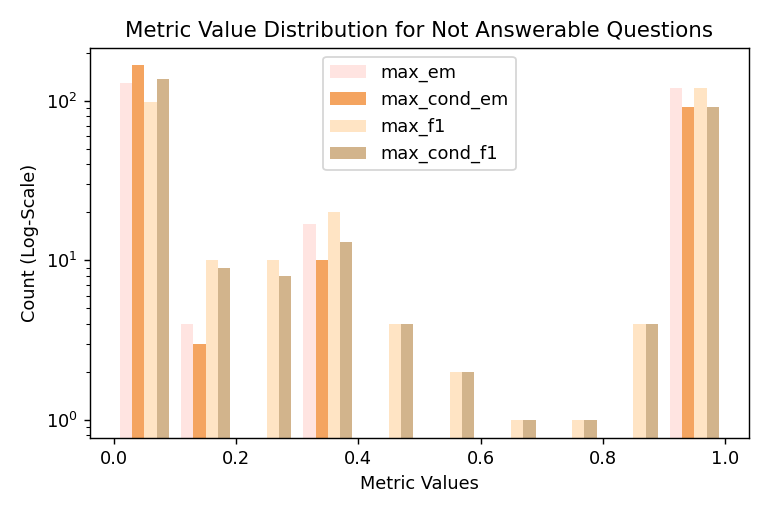 Metric Value Distribution for Not Answerable Questions
max_em
max_cond_em
max_f1
max_cond_f1
Count (Log-Scale)
10²
10¹
10⁰
0.0 0.2 0.4 0.6 0.8 1.0
Metric Values